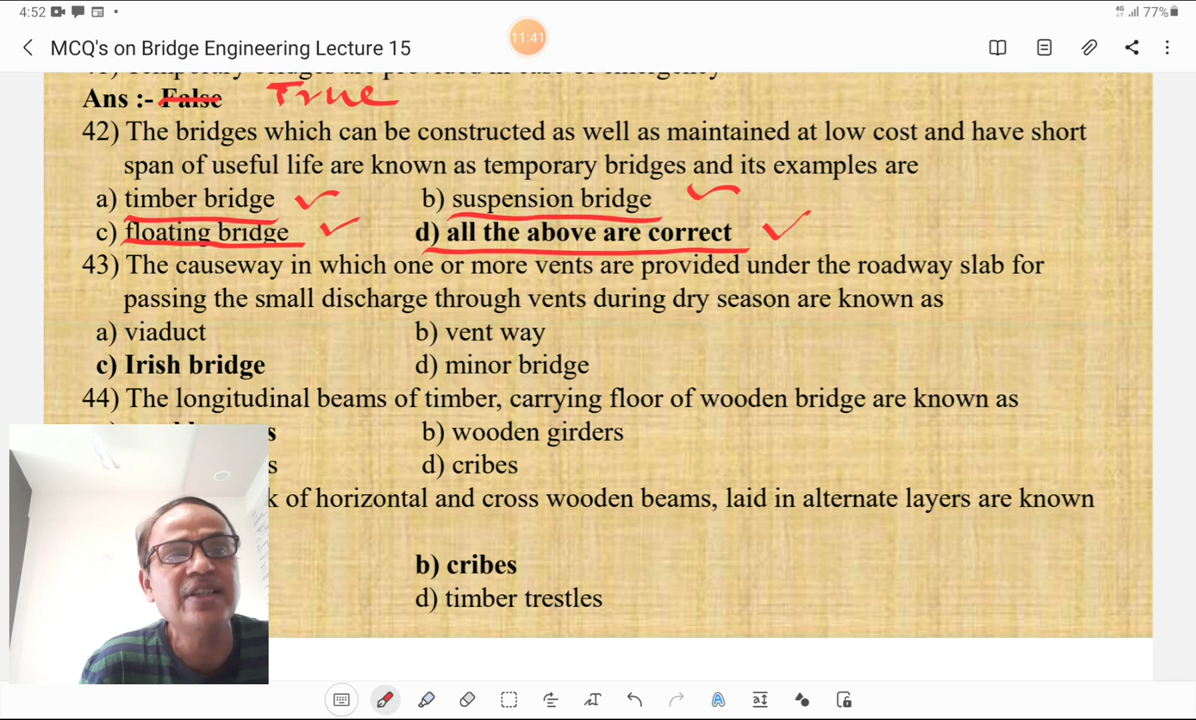 4:52
77%
MCQ's on Bridge Engineering Lecture 15
11:41
Ans :- False True
42) The bridges which can be constructed as well as maintained at low cost and have short
span of useful life are known as temporary bridges and its examples are
a) timber bridge b) suspension bridge
c) floating bridge d) all the above are correct
43) The causeway in which one or more vents are provided under the roadway slab for
passing the small discharge through vents during dry season are known as
a) viaduct b) vent way
c) Irish bridge d) minor bridge
44) The longitudinal beams of timber, carrying floor of wooden bridge are known as
s b) wooden girders
s d) cribes
k of horizontal and cross wooden beams, laid in alternate layers are known
b) cribes
d) timber trestles